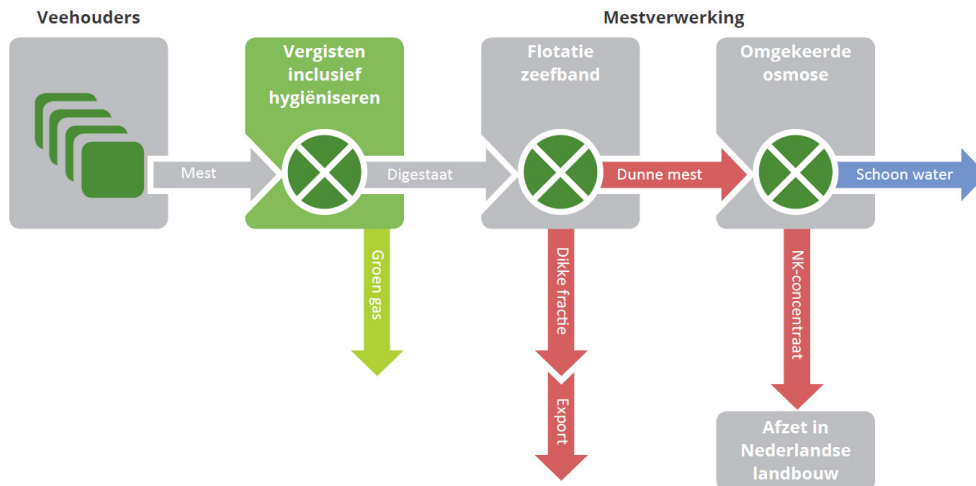 Veehouders
Mestverwerking
Vergisten
inclusief
hygiëniseren
Flotatie
zeefband
Omgekeerde
osmose
Mest
Digestaat
Dunne mest
Schoon water
Groen gas
Dikke fractie
NK-concentraat
Export
Afzet in
Nederlandse
landbouw